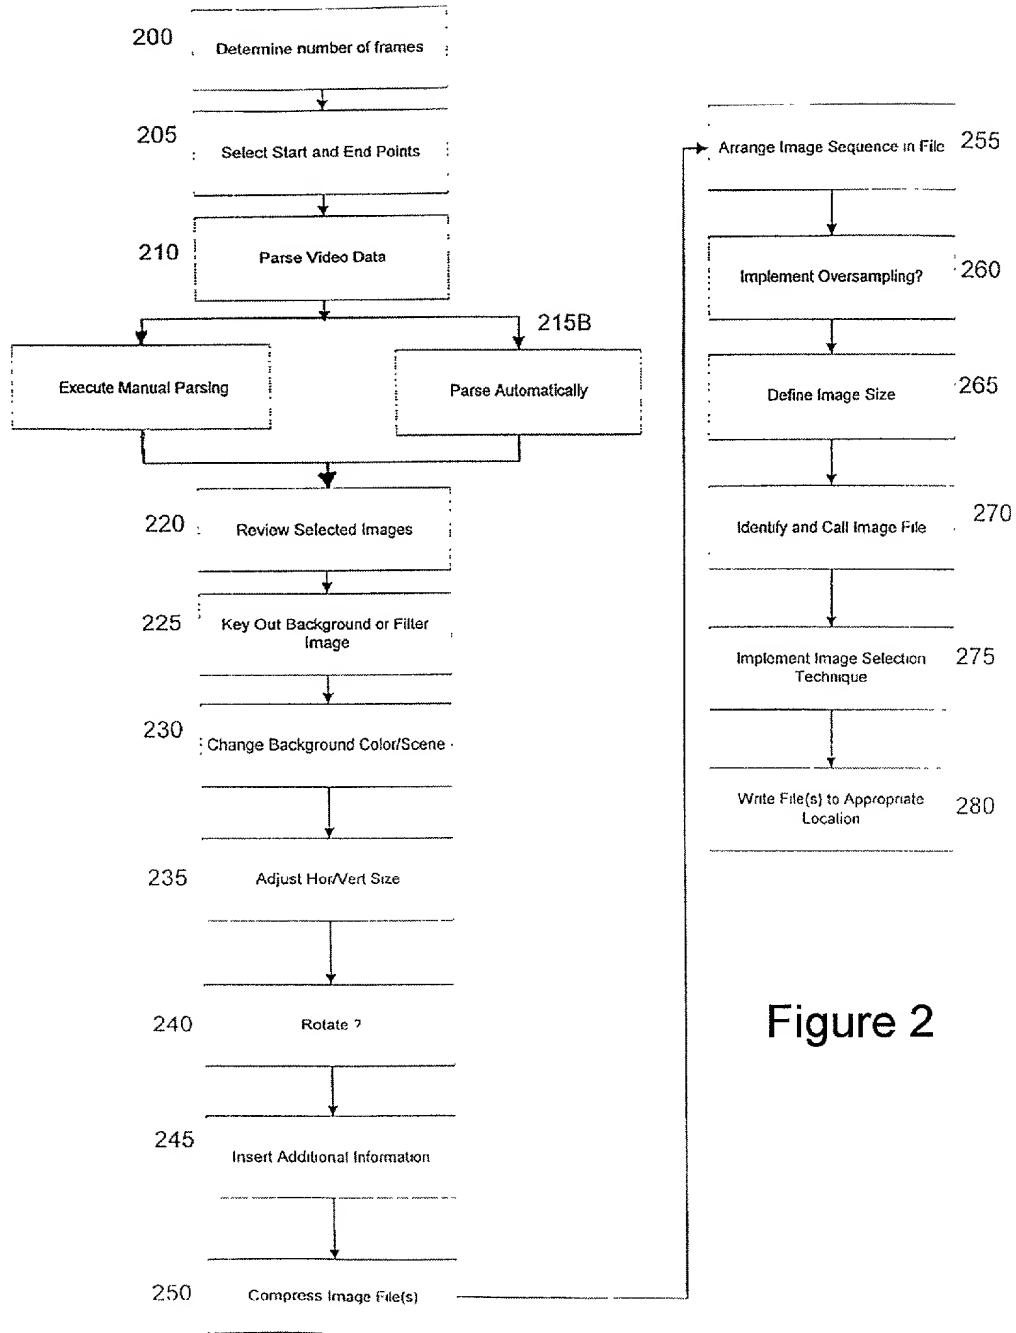 200
Determine number of frames
205
Select Start and End Points
210
Parse Video Data
215B
Execute Manual Parsing
Parse Automatically
220
Review Selected Images
225
Key Out Background or Filter
Image
230
Change Background Color/Scene
235
Adjust Hor/Vert Size
240
Rotate ?
245
Insert Additional Information
250
Compress Image File(s)
Arrange Image Sequence in File
255
Implement Oversampling?
260
Define Image Size
265
Identify and Call Image File
270
Implement Image Selection
Technique
275
Write File(s) to Appropriate
Location
280
Figure 2